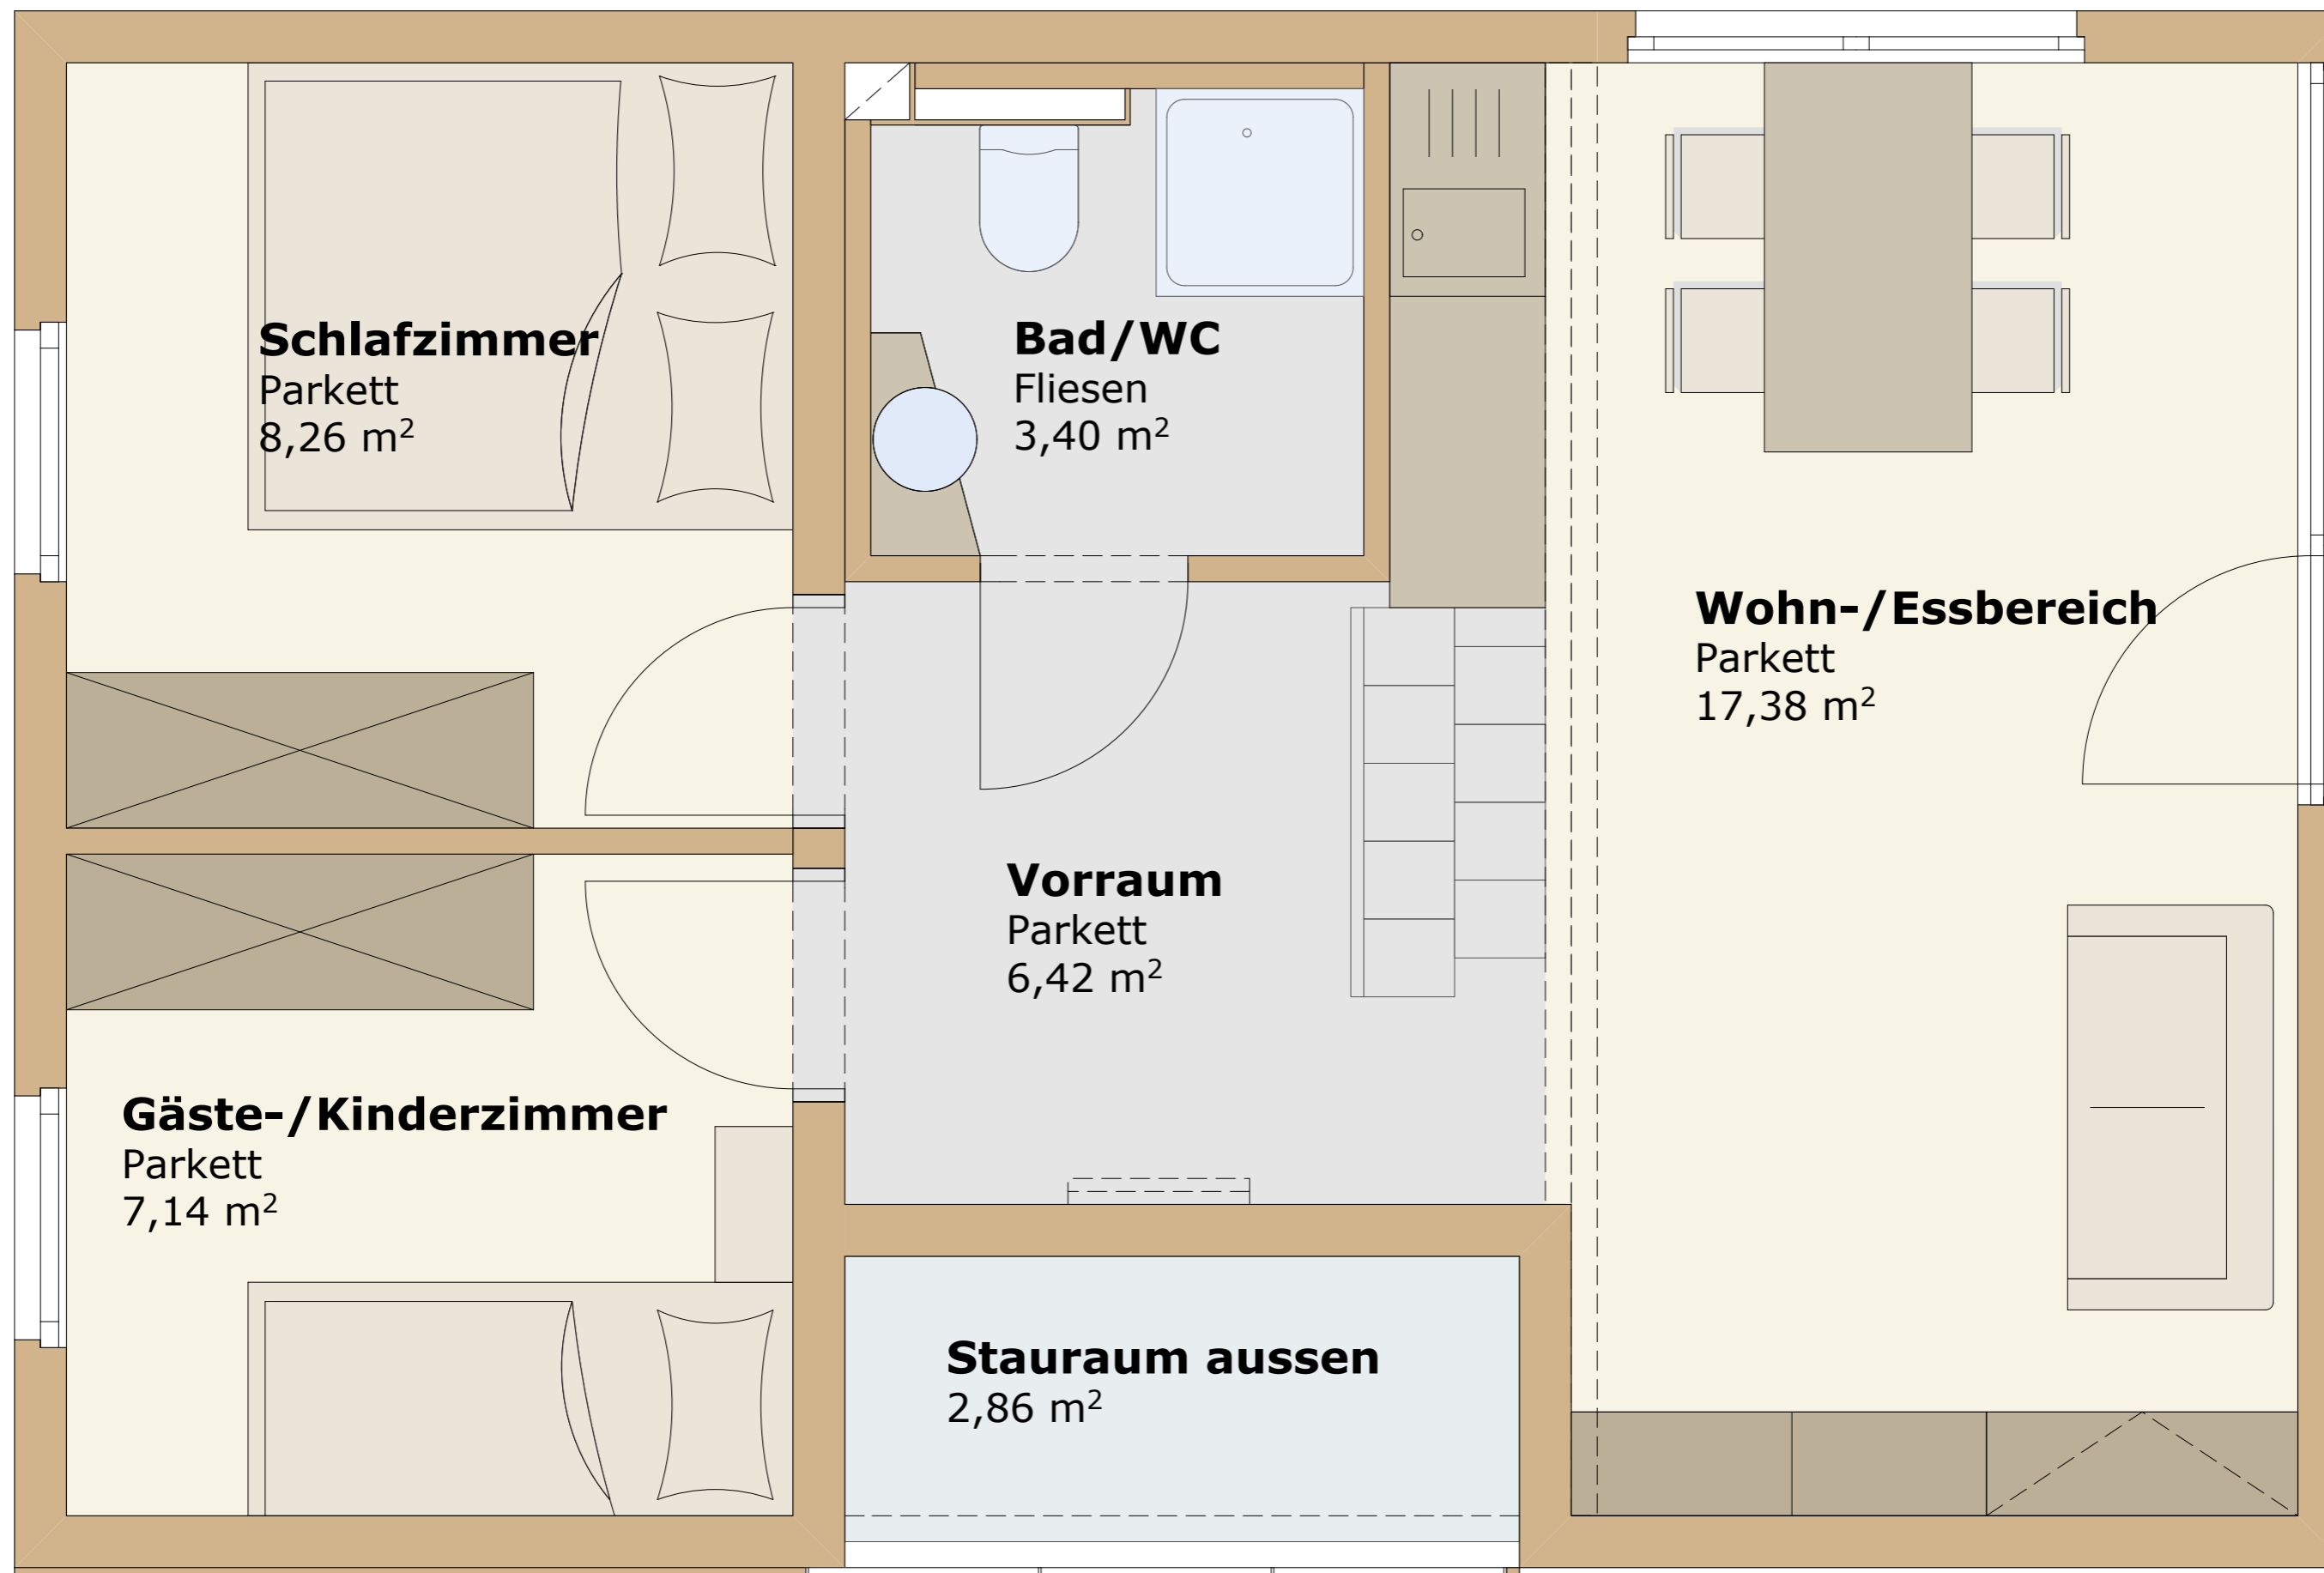 Schlafzimmer
Parkett
8,26 m²
Bad/WC
Fliesen
3,40 m²
Wohn-/Essbereich
Parkett
17,38 m²
Vorraum
Parkett
6,42 m²
Gäste-/Kinderzimmer
Parkett
7,14 m²
Stauraum aussen
2,86 m²